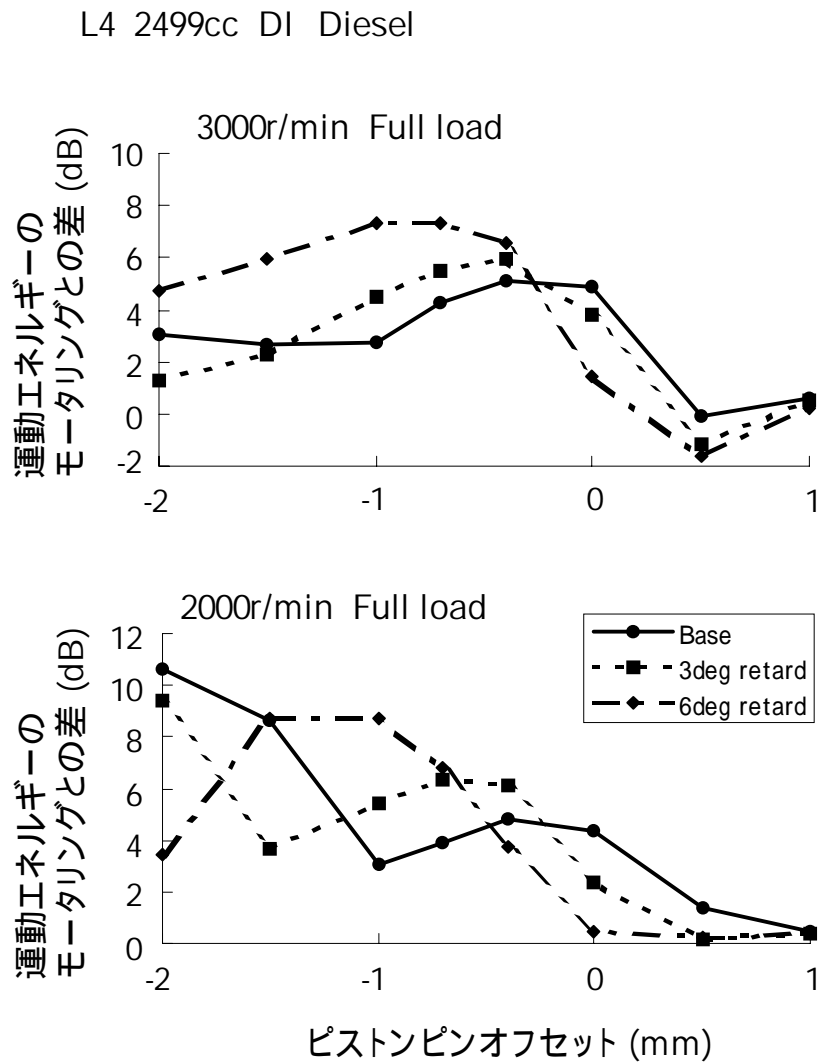 L4 2499cc DI Diesel
3000r/min Full load
運動エネルギーの
モータリングとの差 (dB)
10
8
6
4
2
0
-2
-2 -1 0 1
2000r/min Full load
運動エネルギーの
モータリングとの差 (dB)
12
10
8
6
4
2
0
Base
3deg retard
6deg retard
-2 -1 0 1
ピストンピンオフセット (mm)